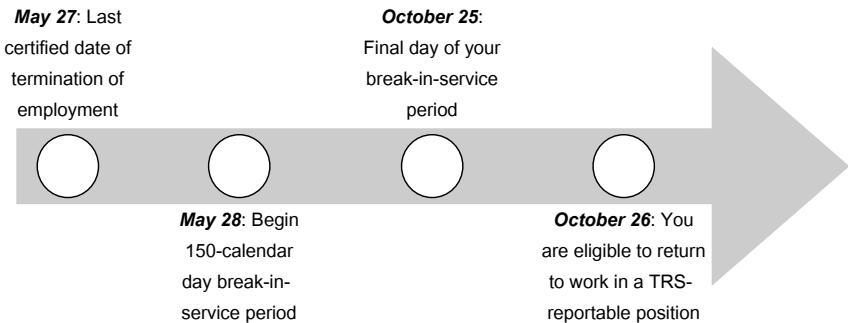 May 27: Last
certified date of
termination of
employment
May 28: Begin
150-calendar
day break-in-
service period
October 25:
Final day of your
break-in-service
period
October 26: You
are eligible to return
to work in a TRS-
reportable position